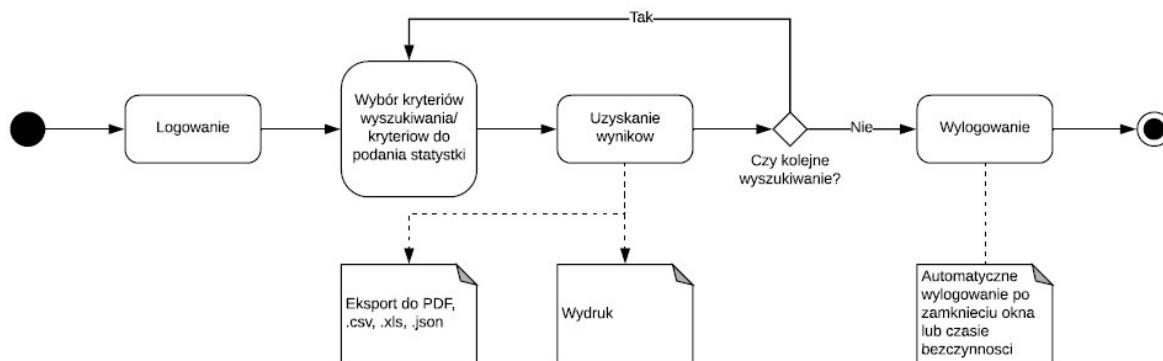 Tak
Logowanie
Wybór kryteriów
wyszukiwania/
kryteriow do
podania statystki
Uzyskanie
wynikow
Czy kolejne
wyszukiwanie?
Nie
Wylogowanie
Eksport do PDF,
.csv, .xls, .json
Wydruk
Automatyczne
wylogowanie po
zamknieciu okna
lub czasie
bezczynnosci